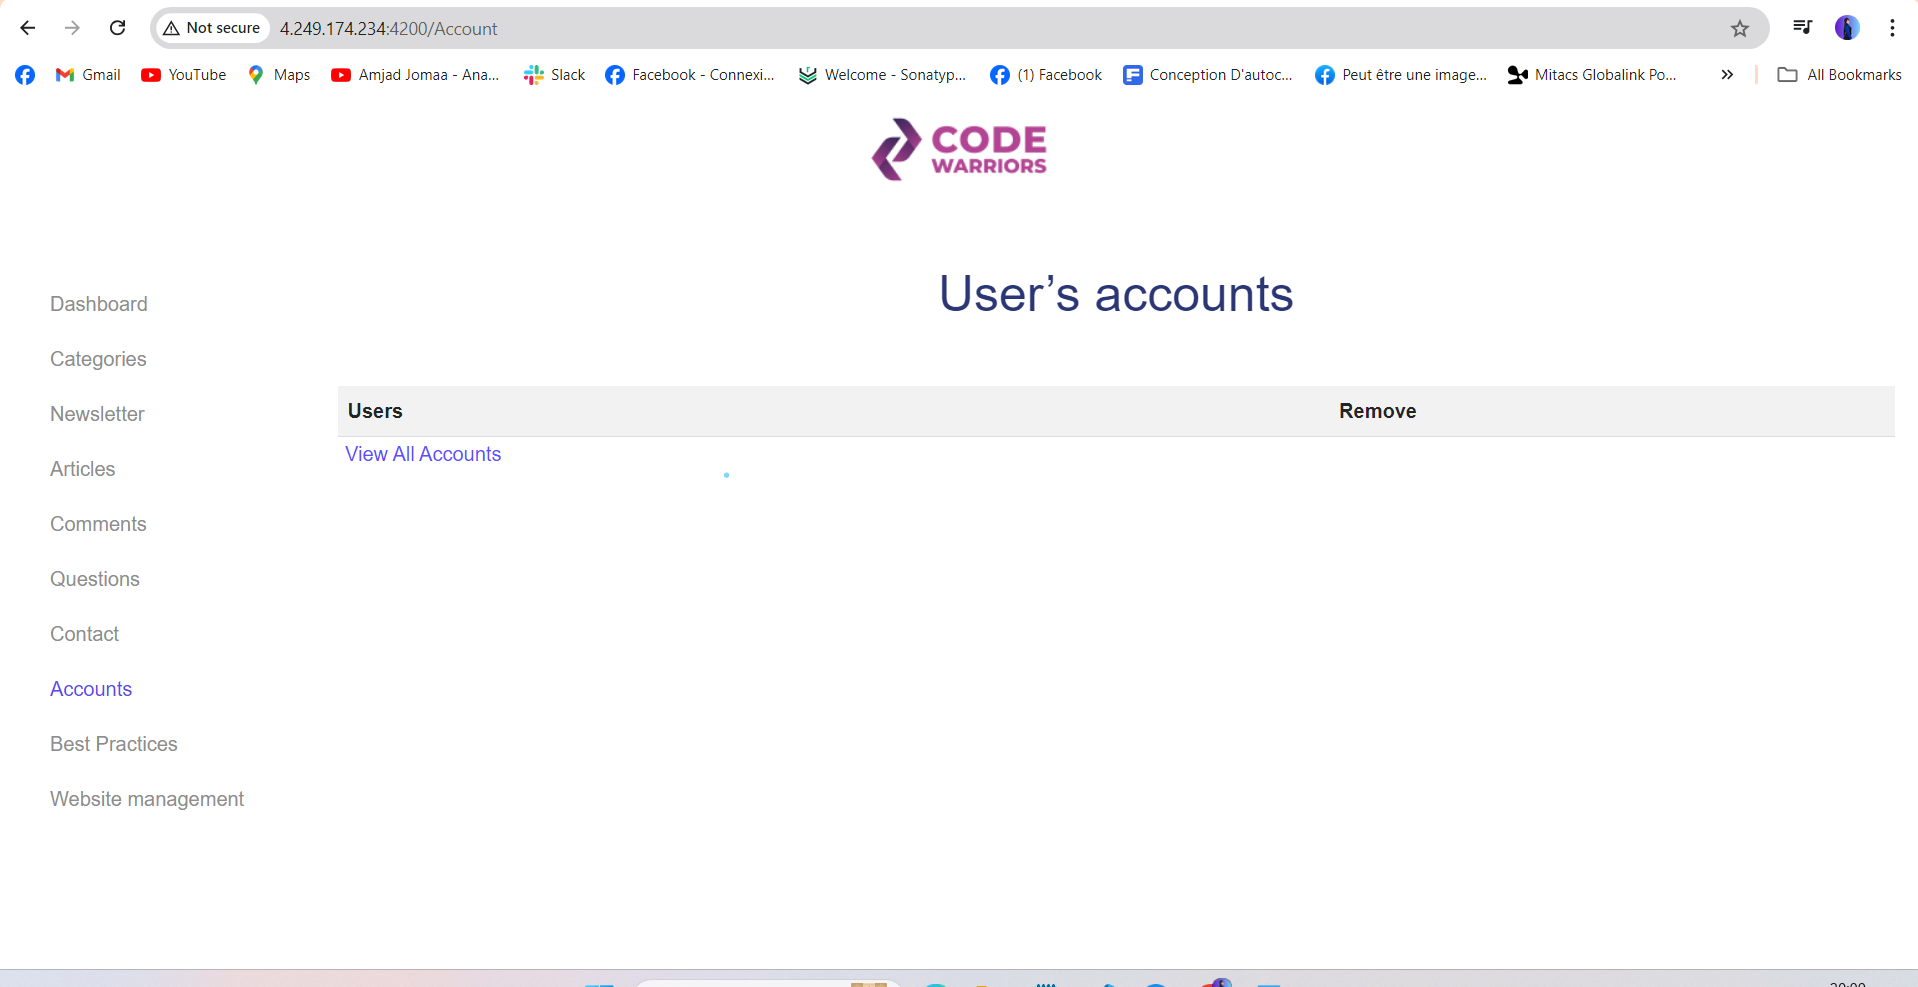 Not secure 4.249.174.234:4200/Account
Gmail YouTube Maps Amjad Jomaa - Ana... Slack Facebook - Connexi... Welcome - Sonatyp... (1) Facebook Conception D'autoc... Peut être une image... Mitacs Globalink Po... All Bookmarks
CODE
WARRIORS
User’s accounts
Dashboard
Categories
Newsletter
Articles
Comments
Questions
Contact
Accounts
Best Practices
Website management
Users Remove
View All Accounts